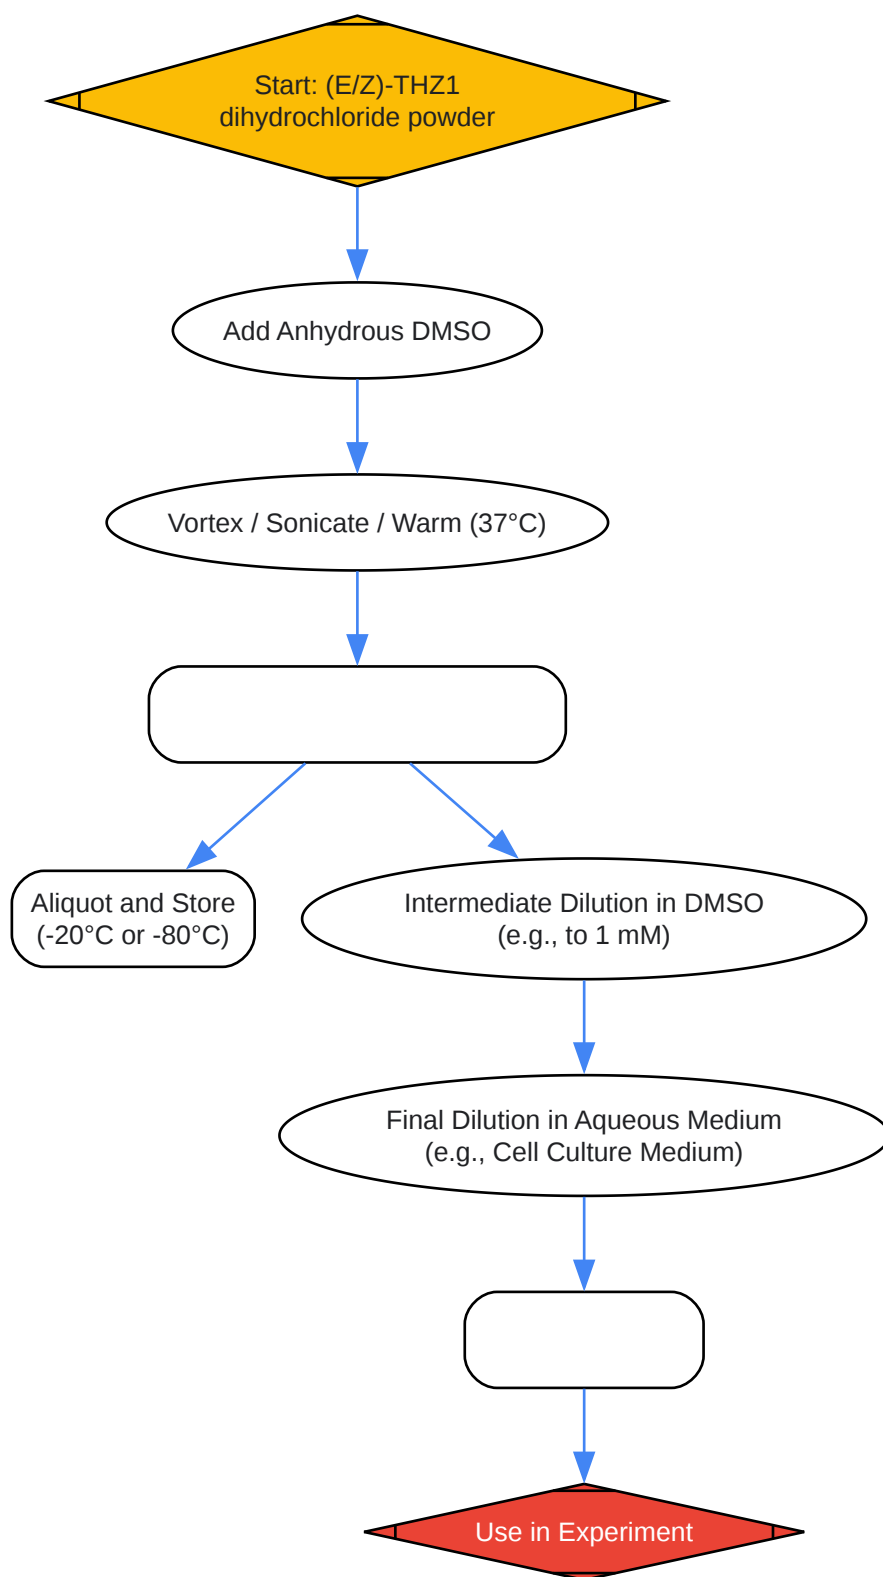 Start: (E/Z)-THZ1
dihydrochloride powder
Add Anhydrous DMSO
Vortex / Sonicate / Warm (37°C)
Aliquot and Store
(-20°C or -80°C)
Intermediate Dilution in DMSO
(e.g., to 1 mM)
Final Dilution in Aqueous Medium
(e.g., Cell Culture Medium)
Use in Experiment